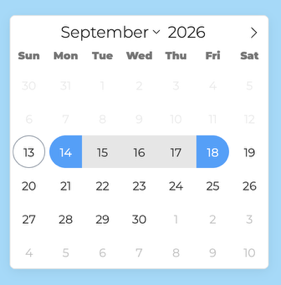 September 2026
Sun Mon Tue Wed Thu Fri Sat
30 31 1 2 3 4 5
6 7 8 9 10 11 12
13 14 15 16 17 18 19
20 21 22 23 24 25 26
27 28 29 30 1 2 3
4 5 6 7 8 9 10